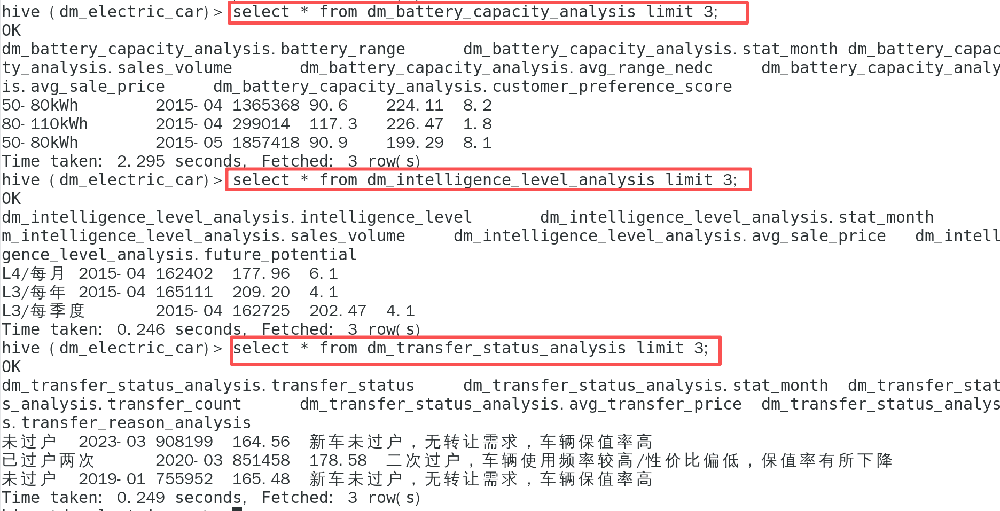 hive (dm_electric_car)> select * from dm_battery_capacity_analysis limit 3;
OK
dm_battery_capacity_analysis.battery_range dm_battery_capacity_analysis.stat_month dm_battery_capac
ty_analysis.sales_volume dm_battery_capacity_analysis.avg_range_nedc dm_battery_capacity_analy
is.avg_sale_price dm_battery_capacity_analysis.customer_preference_score
50-80kWh 2015-04 1365368 90.6 224.11 8.2
80-110kWh 2015-04 299014 117.3 226.47 1.8
50-80kWh 2015-05 1857418 90.9 199.29 8.1
Time taken: 2.295 seconds, Fetched: 3 row(s)
hive (dm_electric_car)> select * from dm_intelligence_level_analysis limit 3;
OK
dm_intelligence_level_analysis.intelligence_level dm_intelligence_level_analysis.stat_month
m_intelligence_level_analysis.sales_volume dm_intelligence_level_analysis.avg_sale_price dm_intell
gence_level_analysis.future_potential
L4/每月 2015-04 162402 177.96 6.1
L3/每年 2015-04 165111 209.20 4.1
L3/每季度 2015-04 162725 202.47 4.1
Time taken: 0.246 seconds, Fetched: 3 row(s)
hive (dm_electric_car)> select * from dm_transfer_status_analysis limit 3;
OK
dm_transfer_status_analysis.transfer_status dm_transfer_status_analysis.stat_month dm_transfer_stat
s_analysis.transfer_count dm_transfer_status_analysis.avg_transfer_price dm_transfer_status_analys
s.transfer_reason_analysis
未过户 2023-03 908199 164.56 新车未过户，无转让需求，车辆保值率高
已过户两次 2020-03 851458 178.58 二次过户，车辆使用频率较高/性价比偏低，保值率有所下降
未过户 2019-01 755952 165.48 新车未过户，无转让需求，车辆保值率高
Time taken: 0.249 seconds, Fetched: 3 row(s)